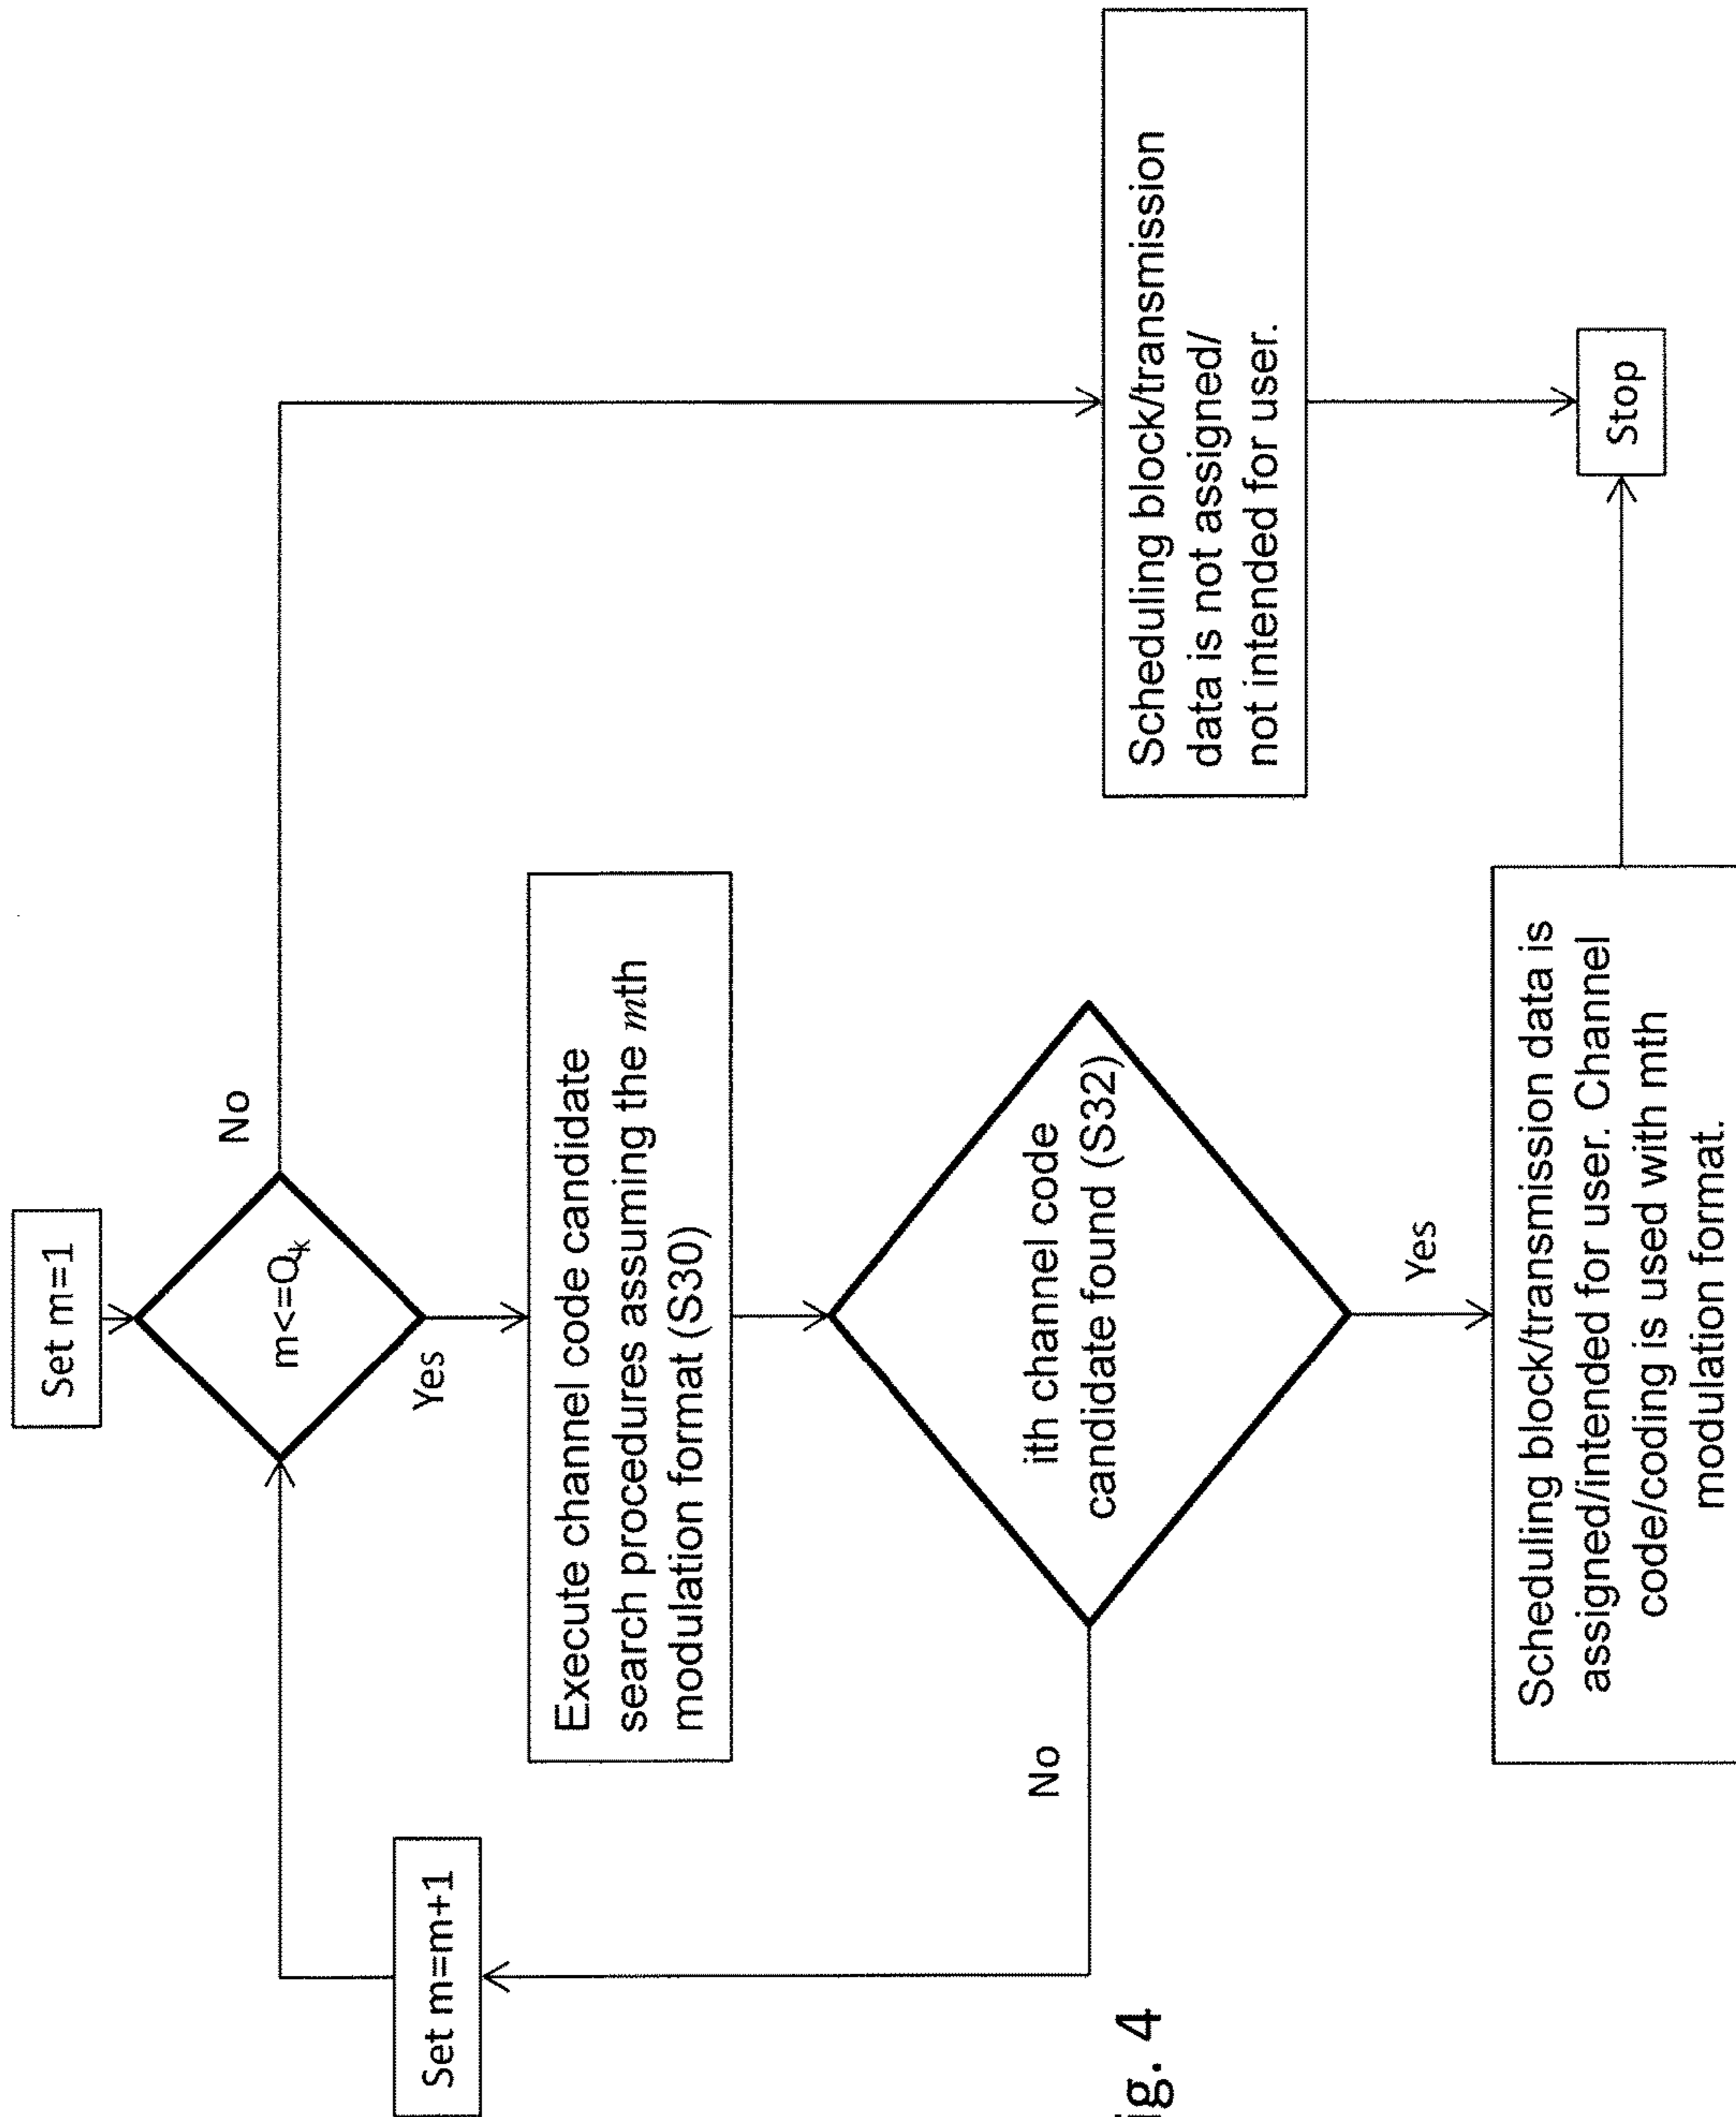 Set m=1
m<=Qk
No
Yes
Execute channel code candidate
search procedures assuming the mth
modulation format (S30)
Set m=m+1
ith channel code
candidate found (S32)
No
Yes
Scheduling block/transmission data is
assigned/intended for user. Channel
code/coding is used with mth
modulation format.
Scheduling block/transmission
data is not assigned/
not intended for user.
Stop
ig. 4